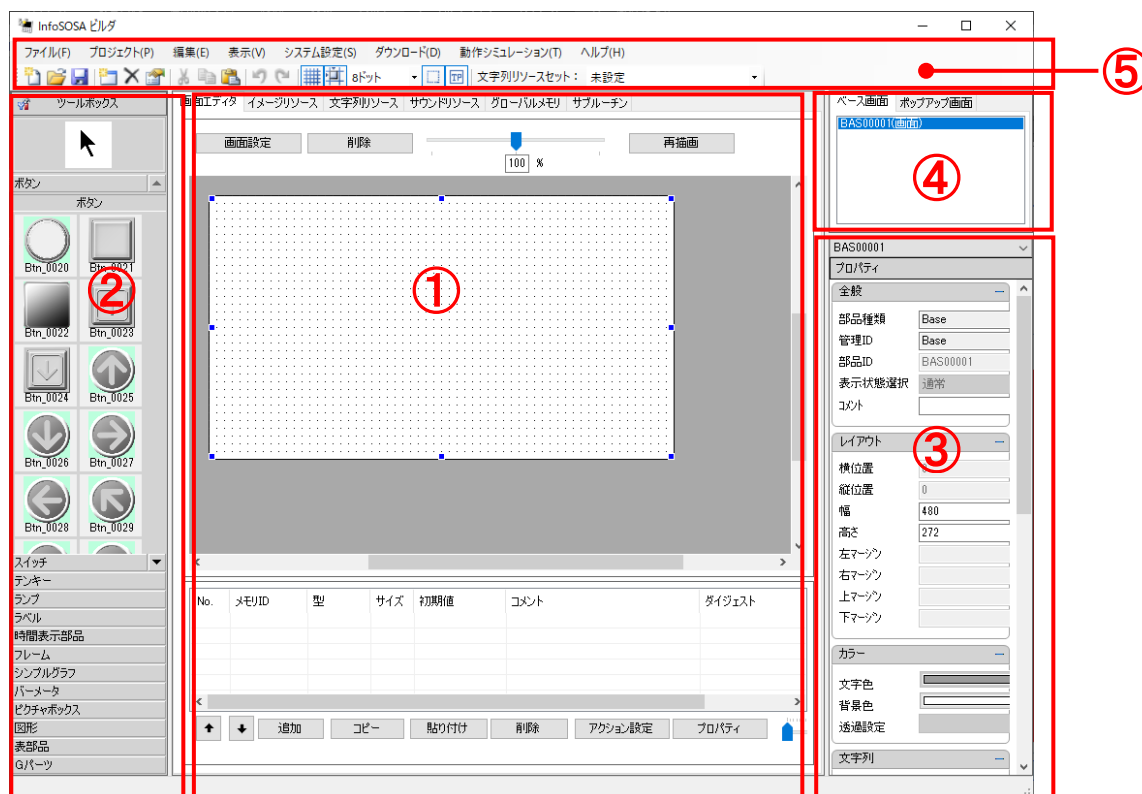 InfoSOSA ビルダ
ファイル(F) プロジェクト(P) 編集(E) 表示(V) システム設定(S) ダウンロード(D) 動作シミュレーション(T) ヘルプ(H)
8ドット TP 文字列リソースセット： 未設定
⑤
ツールボックス
ボタン
ボタン
Btn_0020 Btn_0021
Btn_0022 Btn_0023
Btn_0024 Btn_0025
Btn_0026 Btn_0027
Btn_0028 Btn_0029
②
スイッチ
テンキー
ランプ
ラベル
時間表示部品
フレーム
シンプルグラフ
バーメータ
ピクチャボックス
図形
表部品
Gパーツ
画面エディタ イメージリソース 文字列リソース サウンドリソース グローバルメモリ サブルーチン
画面設定 削除 100 % 再描画
①
No. メモリID 型 サイズ 初期値 コメント ダイジェスト
追加 コピー 貼り付け 削除 アクション設定 プロパティ
ベース画面 ポップアップ画面
BAS00001(画面)
④
BAS00001
プロパティ
全般
部品種類 Base
管理ID Base
部品ID BAS00001
表示状態選択 通常
コメント
レイアウト
③
横位置
縦位置 0
幅 480
高さ 272
左マージン
右マージン
上マージン
下マージン
カラー
文字色
背景色
透過設定
文字列